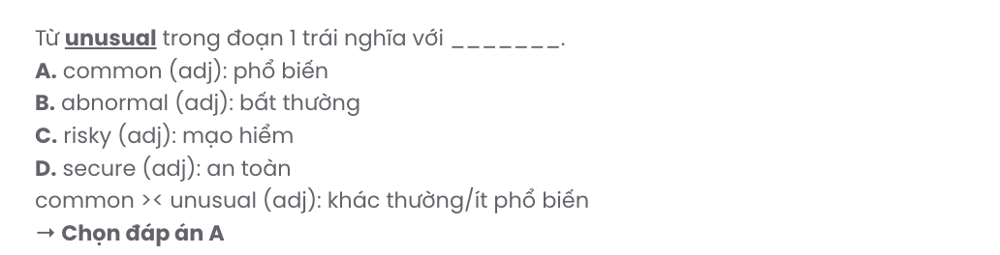 Từ unusual trong đoạn 1 trái nghĩa với _______.
A. common (adj): phổ biến
B. abnormal (adj): bất thường
C. risky (adj): mạo hiểm
D. secure (adj): an toàn
common >< unusual (adj): khác thường/ít phổ biến
→ Chọn đáp án A